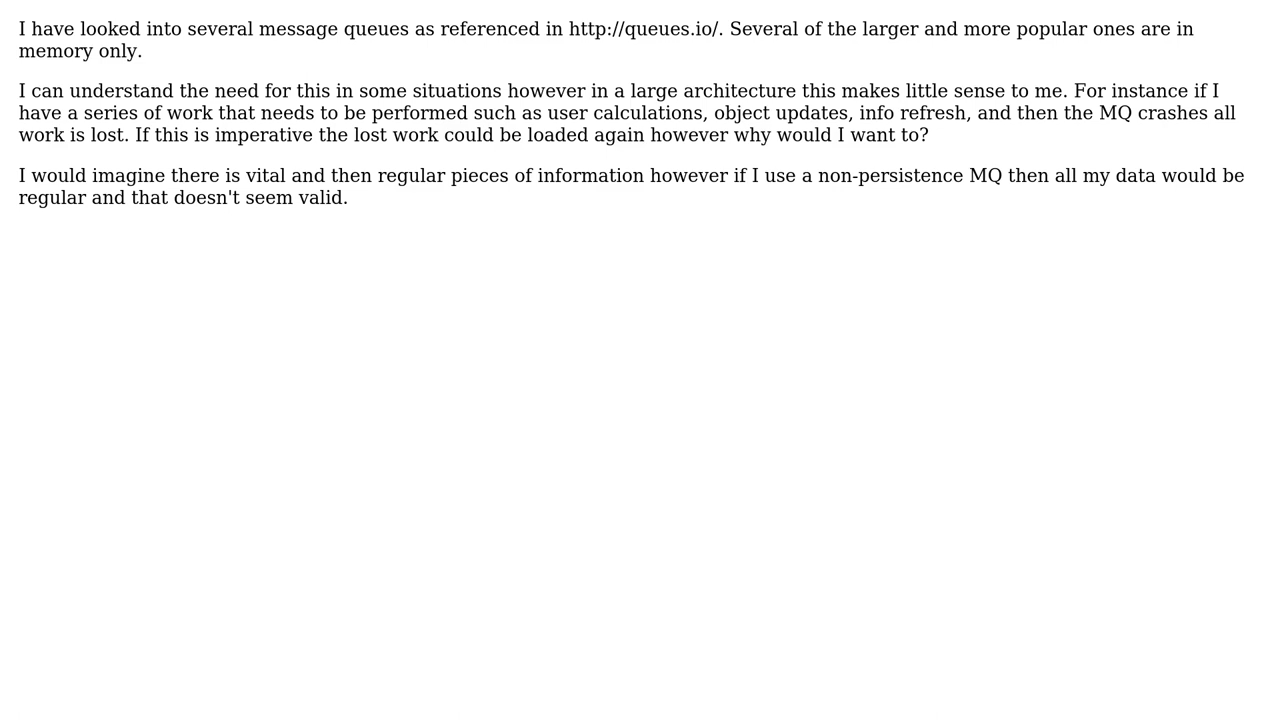 I have looked into several message queues as referenced in http://queues.io/. Several of the larger and more popular ones are in
memory only.
I can understand the need for this in some situations however in a large architecture this makes little sense to me. For instance if I
have a series of work that needs to be performed such as user calculations, object updates, info refresh, and then the MQ crashes all
work is lost. If this is imperative the lost work could be loaded again however why would I want to?
I would imagine there is vital and then regular pieces of information however if I use a non-persistence MQ then all my data would be
regular and that doesn't seem valid.